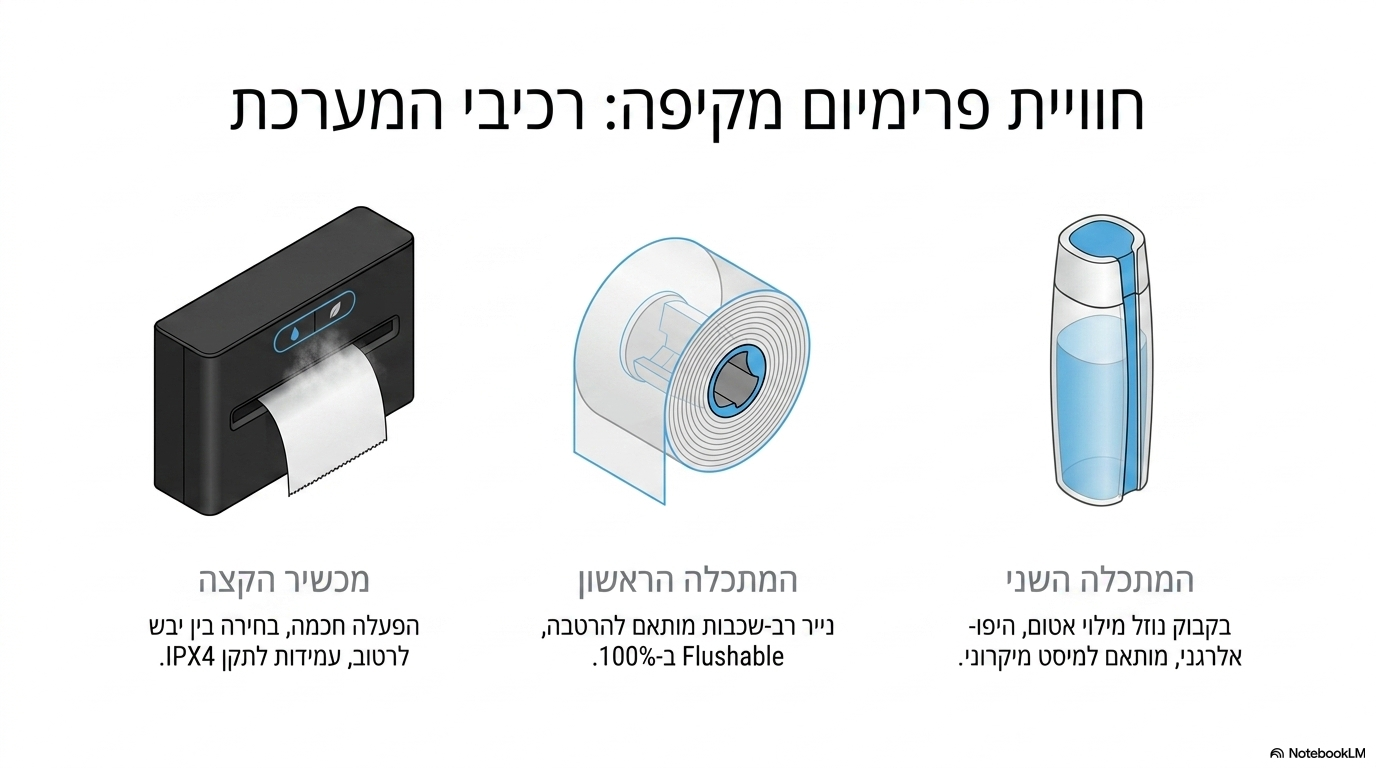 חוויית פרימיום מקיפה: רכיבי המערכת
המתכלה השני
בקבוק נוזל מילוי אטום, היפו-
אלרגני, מותאם למיסט מיקרוני.
המתכלה הראשון
נייר רב-שכבות מותאם להרטבה,
Flushable ב-100%.
מכשיר הקצה
הפעלה חכמה, בחירה בין יבש
לרטוב, עמידות לתקן IPX4.
NotebookLM